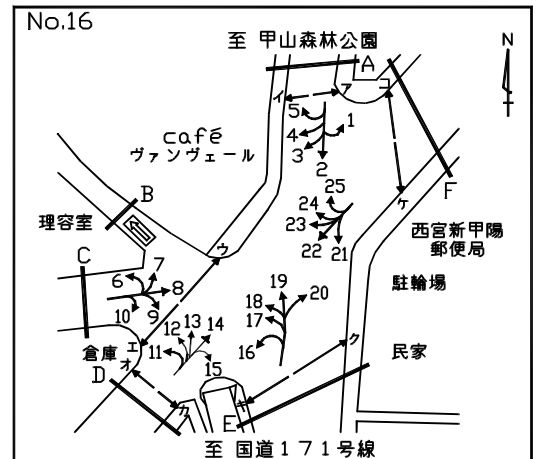 No.16
至 甲山森林公園
N
A
イ
ア
コ
5
1
4
3
2
café
ヴァンヴェール
25
ケ
F
B
24
23
22
21
理容室
西宮新甲陽
郵便局
C
ウ
7
6
8
19
20
駐輪場
10
9
18
17
12
13
14
エ
倉庫
オ
11
16
ク
民家
15
D
カ
E
キ
至 国道171号線